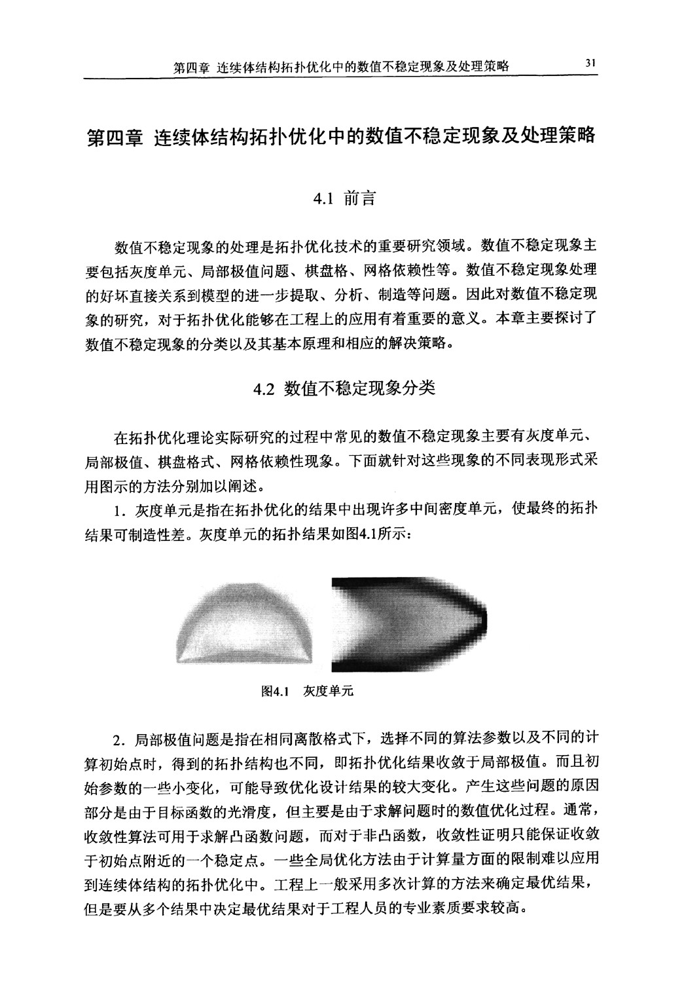 第四章 连续体结构拓扑优化中的数值不稳定现象及处理策略 31
第四章 连续体结构拓扑优化中的数值不稳定现象及处理策略
4.1 前言
数值不稳定现象的处理是拓扑优化技术的重要研究领域。数值不稳定现象主
要包括灰度单元、局部极值问题、棋盘格、网格依赖性等。数值不稳定现象处理
的好坏直接关系到模型的进一步提取、分析、制造等问题。因此对数值不稳定现
象的研究，对于拓扑优化能够在工程上的应用有着重要的意义。本章主要探讨了
数值不稳定现象的分类以及其基本原理和相应的解决策略。
4.2 数值不稳定现象分类
在拓扑优化理论实际研究的过程中常见的数值不稳定现象主要有灰度单元、
局部极值、棋盘格式、网格依赖性现象。下面就针对这些现象的不同表现形式采
用图示的方法分别加以阐述。
1．灰度单元是指在拓扑优化的结果中出现许多中间密度单元，使最终的拓扑
结果可制造性差。灰度单元的拓扑结果如图4.1所示：
图4.1 灰度单元
2．局部极值问题是指在相同离散格式下，选择不同的算法参数以及不同的计
算初始点时，得到的拓扑结构也不同，即拓扑优化结果收敛于局部极值。而且初
始参数的一些小变化，可能导致优化设计结果的较大变化。产生这些问题的原因
部分是由于目标函数的光滑度，但主要是由于求解问题时的数值优化过程。通常，
收敛性算法可用于求解凸函数问题，而对于非凸函数，收敛性证明只能保证收敛
于初始点附近的一个稳定点。一些全局优化方法由于计算量方面的限制难以应用
到连续体结构的拓扑优化中。工程上一般采用多次计算的方法来确定最优结果，
但是要从多个结果中决定最优结果对于工程人员的专业素质要求较高。